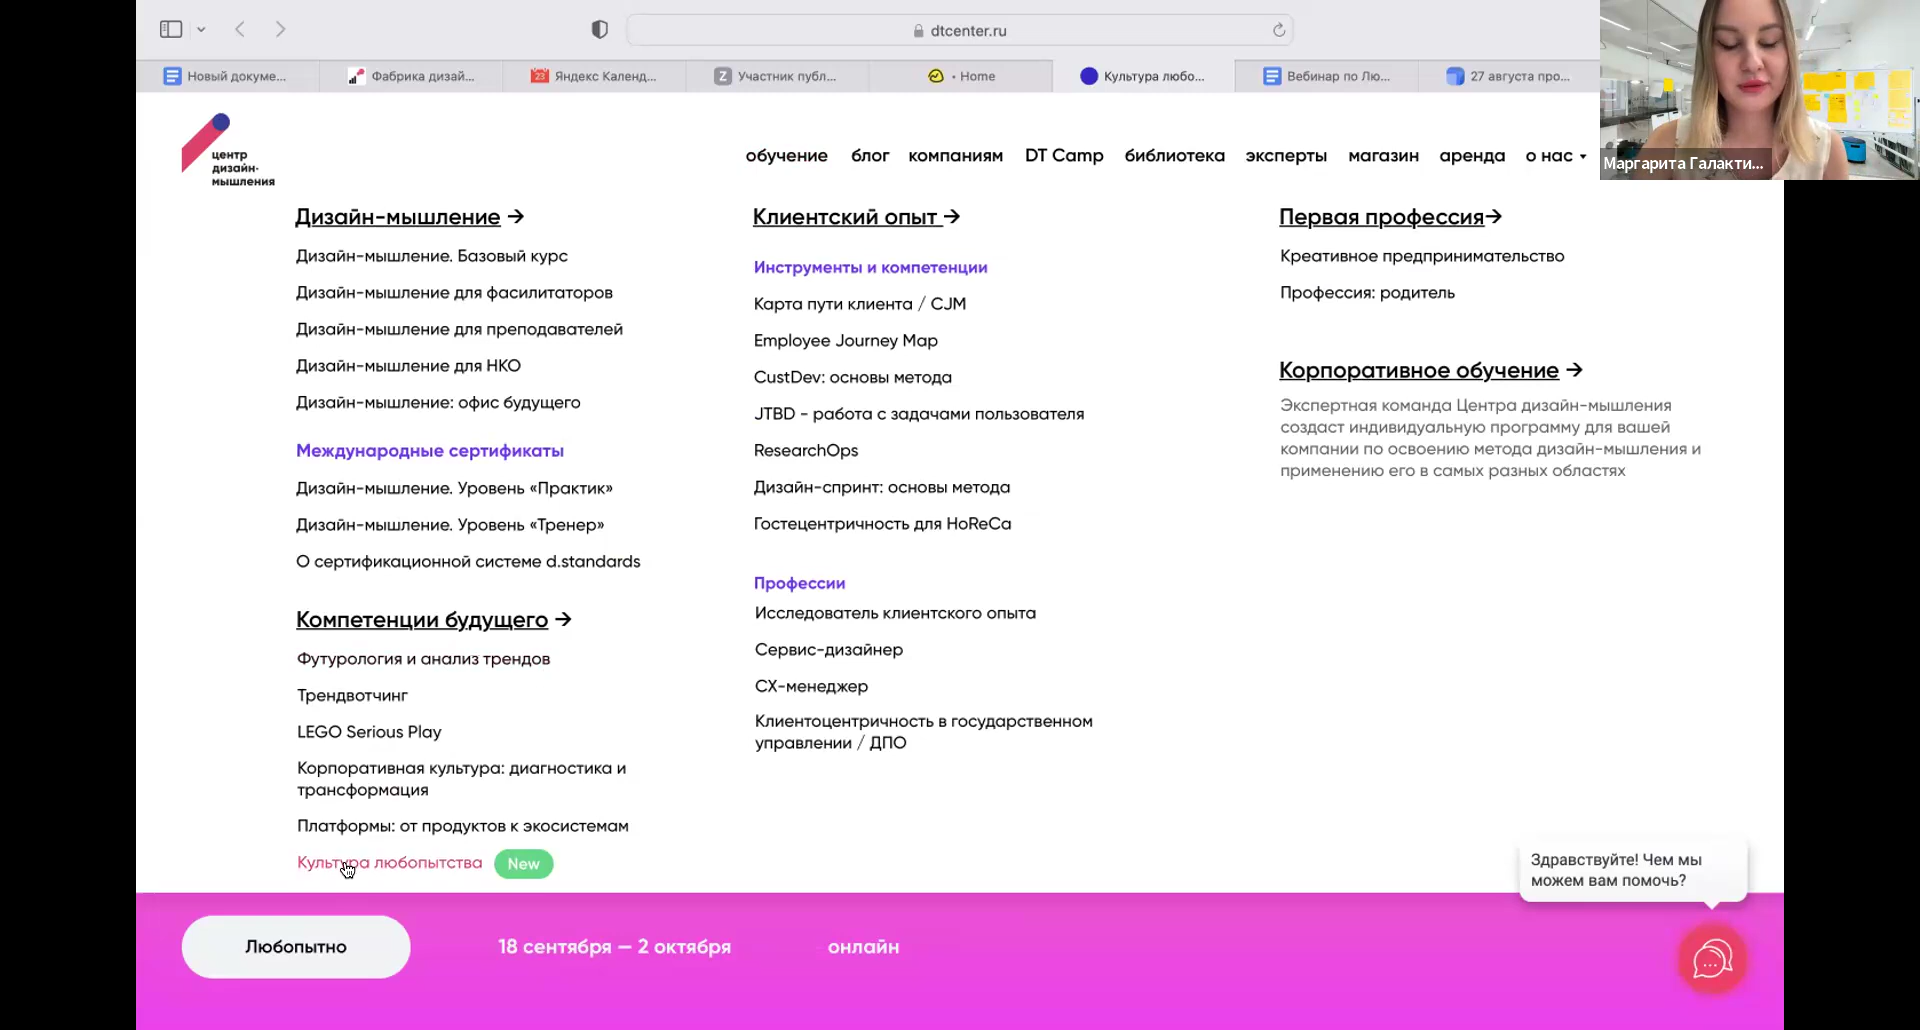 dtcenter.ru
Новый докуме...
Фабрика дизай...
23
Яндекс Календ...
Z
Участник публ...
• Home
Культура любо...
Вебинар по Лю...
27 августа про...
Маргарита Галакти...
центр
дизайн-
мышления
обучение
блог
компаниям
DT Camp
библиотека
эксперты
магазин
аренда
о нас
Дизайн-мышление →
Дизайн-мышление. Базовый курс
Дизайн-мышление для фасилитаторов
Дизайн-мышление для преподавателей
Дизайн-мышление для НКО
Дизайн-мышление: офис будущего
Международные сертификаты
Дизайн-мышление. Уровень «Практик»
Дизайн-мышление. Уровень «Тренер»
О сертификационной системе d.standards
Компетенции будущего →
Футурология и анализ трендов
Трендвотчинг
LEGO Serious Play
Корпоративная культура: диагностика и
трансформация
Платформы: от продуктов к экосистемам
Культура любопытства
New
Клиентский опыт →
Инструменты и компетенции
Карта пути клиента / CJM
Employee Journey Map
CustDev: основы метода
JTBD - работа с задачами пользователя
ResearchOps
Дизайн-спринт: основы метода
Гостецентричность для HoReCa
Профессии
Исследователь клиентского опыта
Сервис-дизайнер
CX-менеджер
Клиентоцентричность в государственном
управлении / ДПО
Первая профессия→
Креативное предпринимательство
Профессия: родитель
Корпоративное обучение →
Экспертная команда Центра дизайн-мышления
создаст индивидуальную программу для вашей
компании по освоению метода дизайн-мышления и
применению его в самых разных областях
Здравствуйте! Чем мы
можем вам помочь?
Любопытно
18 сентября — 2 октября
онлайн